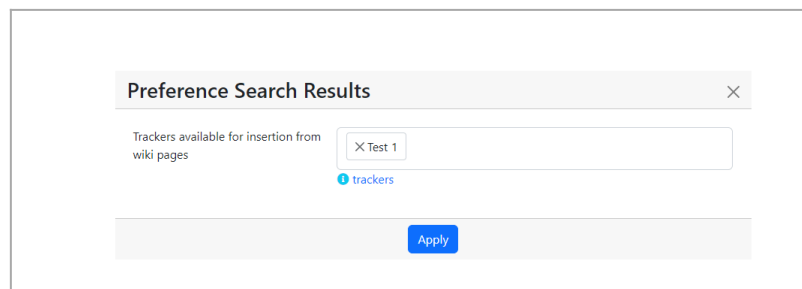 Preference Search Results
Trackers available for insertion from
wiki pages
Test 1
trackers
Apply